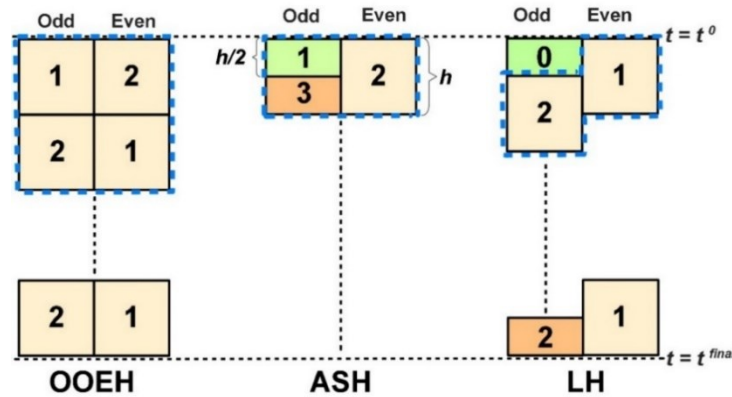 Odd Even Odd Even Odd Even
t = t⁰
1 2 h/2 1 2 h 0 1
3
2 1 2
2 1 2 1
t = t^fina
OOEH ASH LH